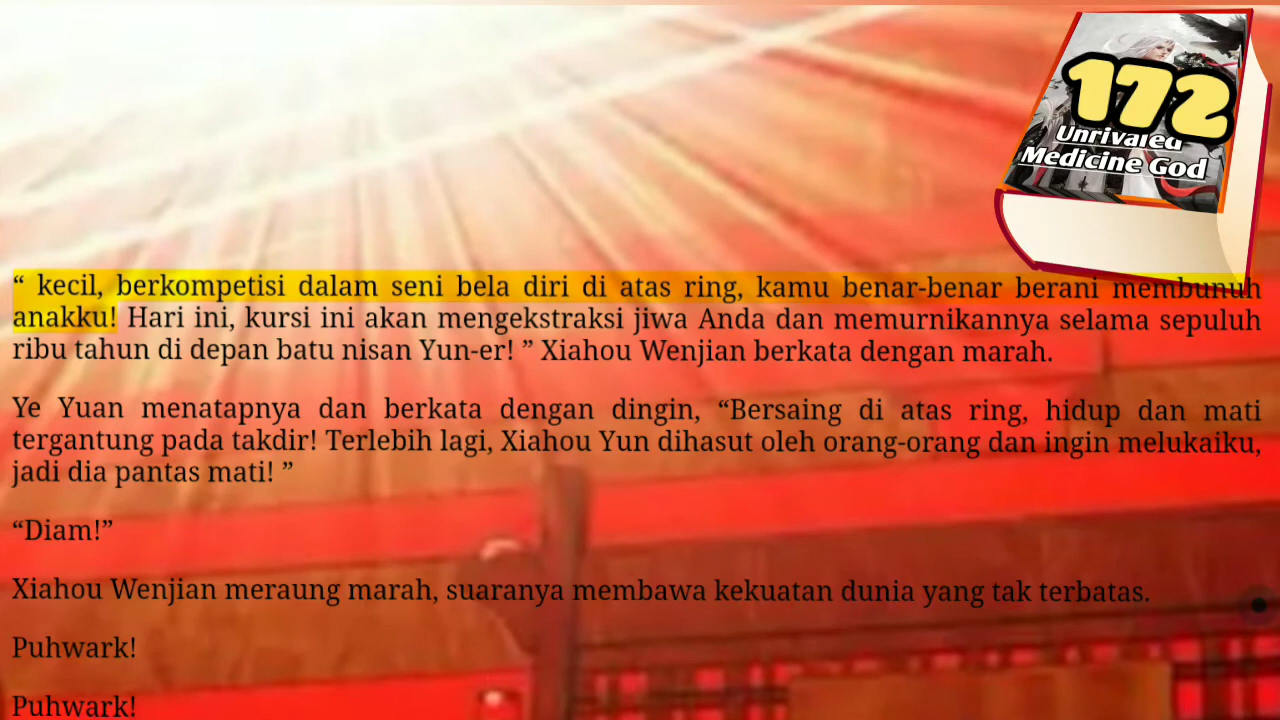 172
Unrivaled
Medicine God
“ kecil, berkompetisi dalam seni bela diri di atas ring, kamu benar-benar berani membunuh
anakku! Hari ini, kursi ini akan mengekstraksi jiwa Anda dan memurnikannya selama sepuluh
ribu tahun di depan batu nisan Yun-er! ” Xiahou Wenjian berkata dengan marah.
Ye Yuan menatapnya dan berkata dengan dingin, “Bersaing di atas ring, hidup dan mati
tergantung pada takdir! Terlebih lagi, Xiahou Yun dihasut oleh orang-orang dan ingin melukaiku,
jadi dia pantas mati! ”
“Diam!”
Xiahou Wenjian meraung marah, suaranya membawa kekuatan dunia yang tak terbatas.
Puhwark!
Puhwark!